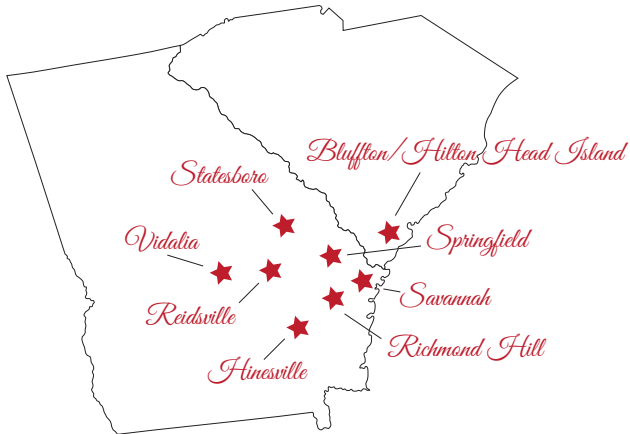 Bluffton/Hilton Head Island
Statesboro
Vidalia
Springfield
Savannah
Reidsville
Richmond Hill
Hinesville